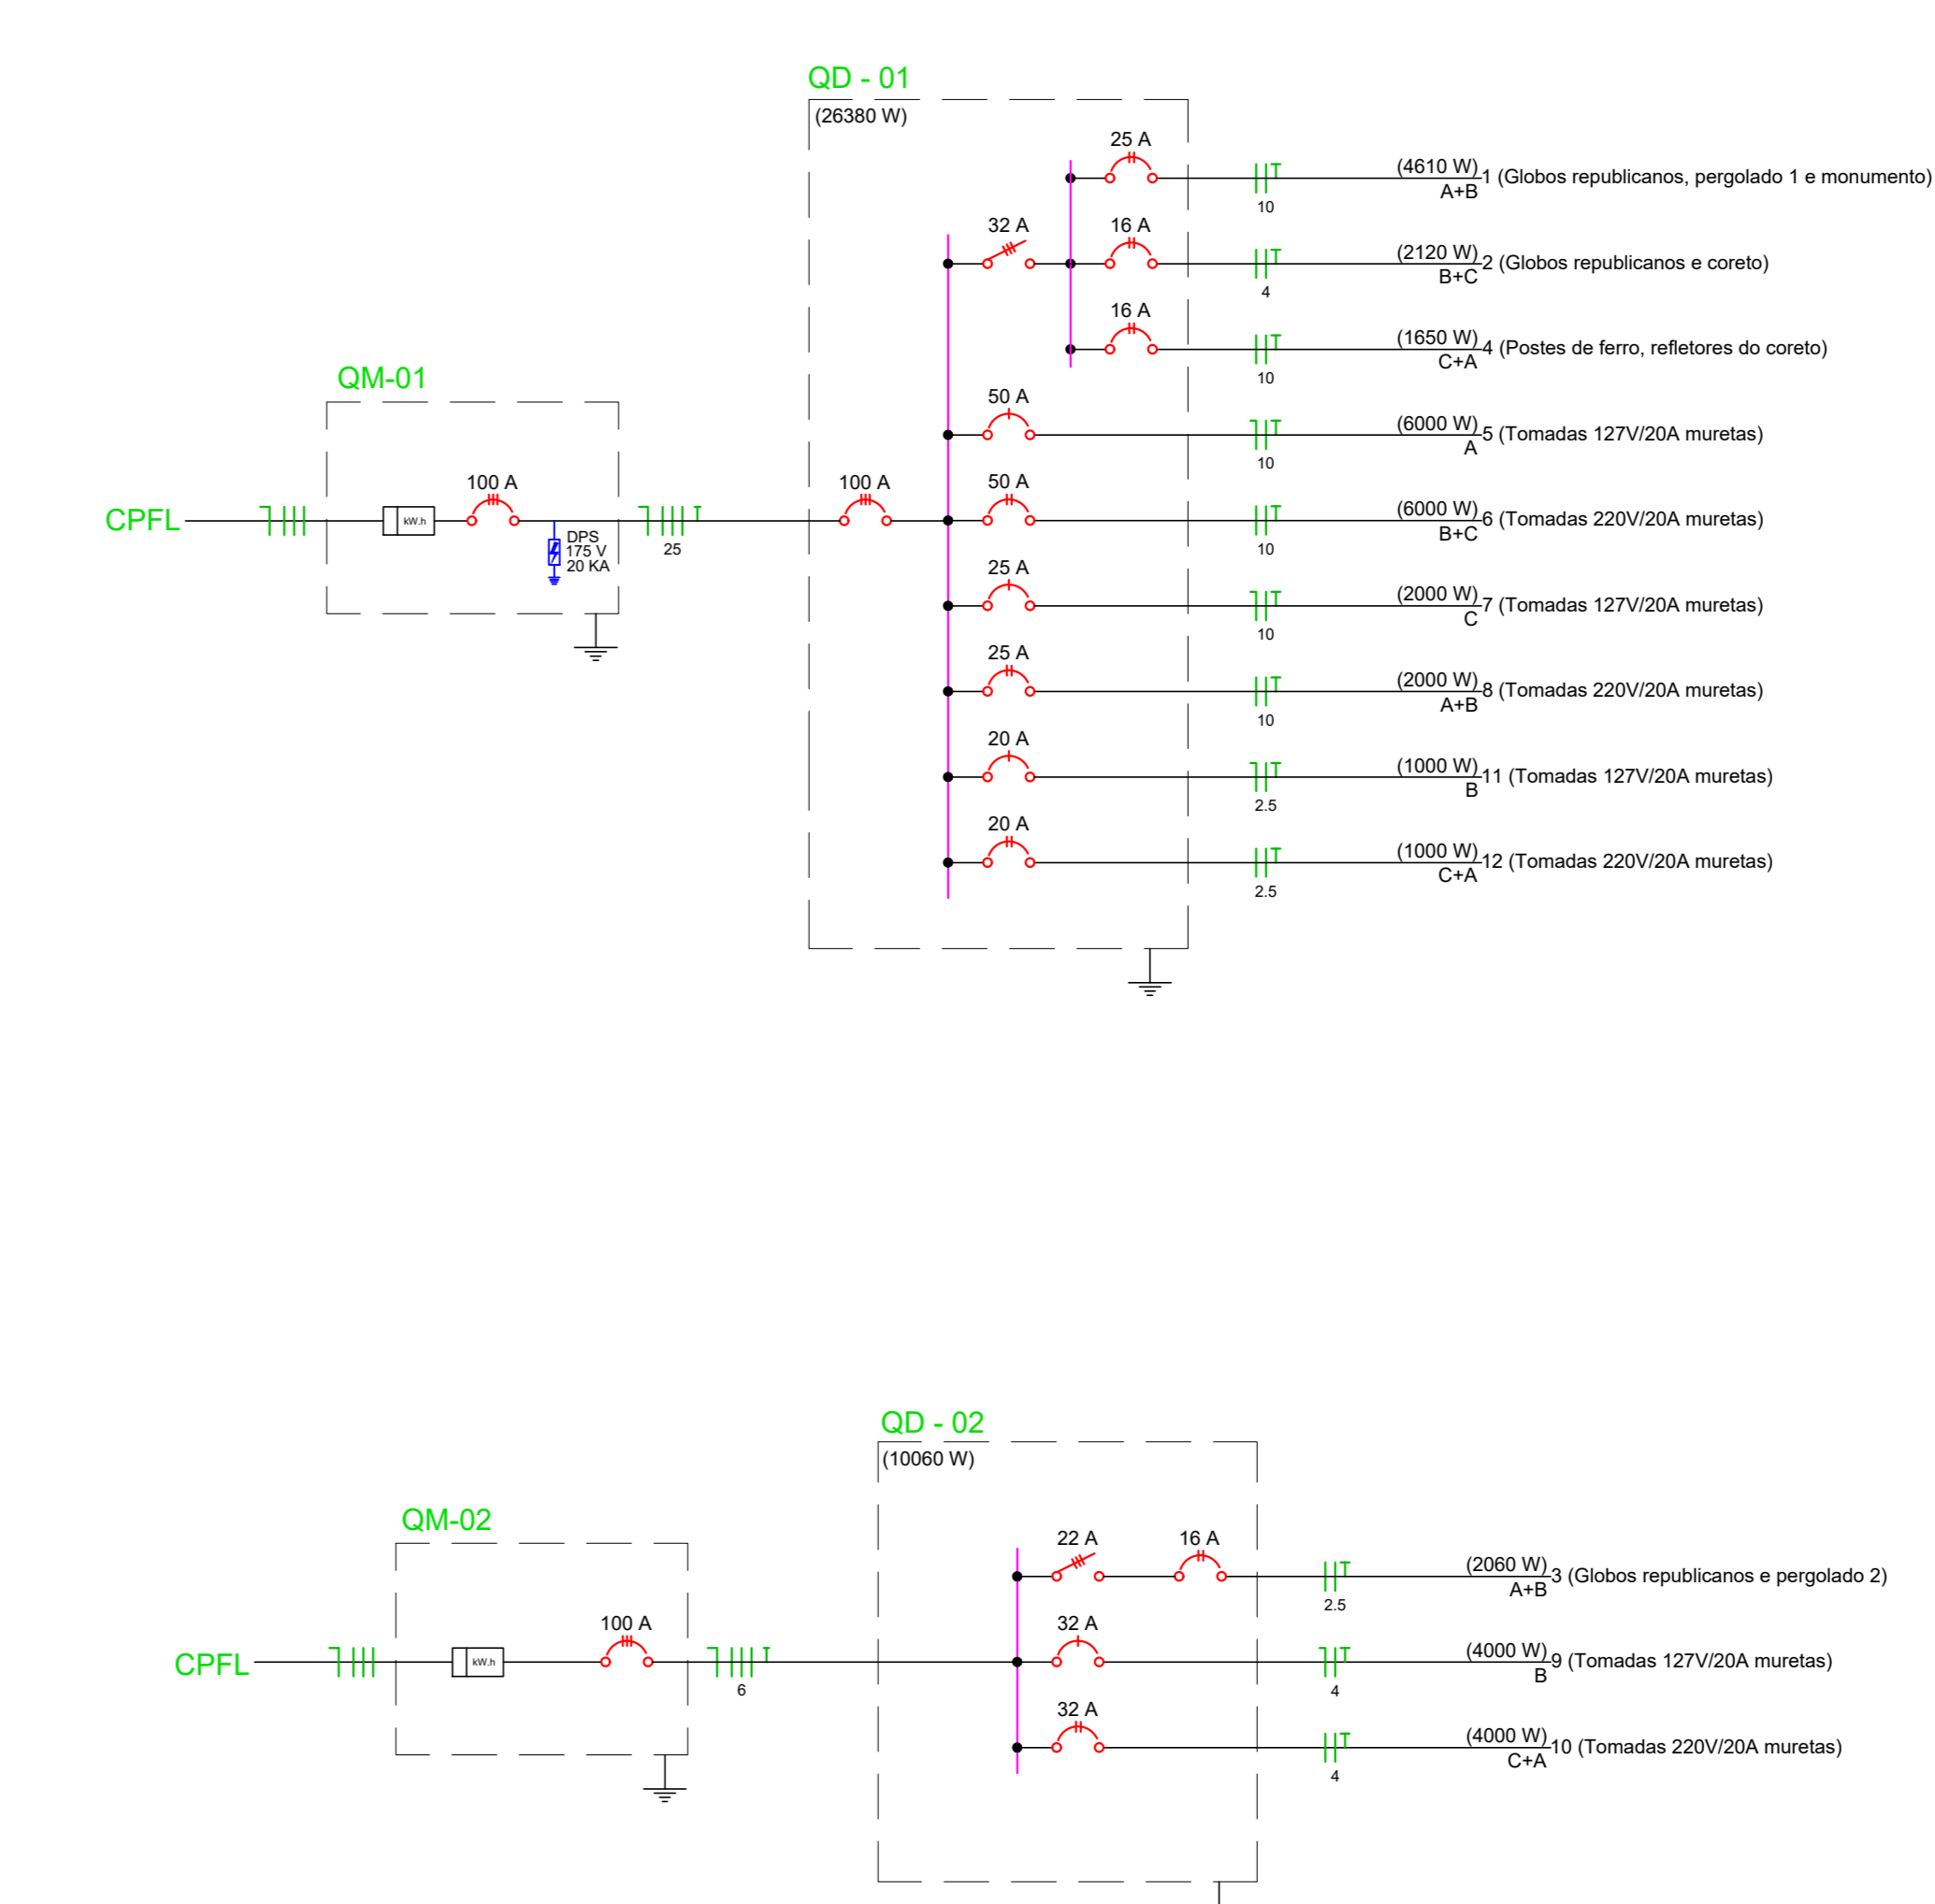 QD - 01
(26380 W)
25 A
(4610 W)
1 (Globos republicanos, pergolado 1 e monumento)
A+B
10
32 A
16 A
(2120 W)
2 (Globos republicanos e coreto)
B+C
4
16 A
(1650 W)
4 (Postes de ferro, refletores do coreto)
C+A
10
QM-01
50 A
(6000 W)
5 (Tomadas 127V/20A muretas)
A
10
CPFL
kW.h
100 A
DPS
175 V
20 KA
25
100 A
50 A
(6000 W)
6 (Tomadas 220V/20A muretas)
B+C
10
25 A
(2000 W)
7 (Tomadas 127V/20A muretas)
C
10
25 A
(2000 W)
8 (Tomadas 220V/20A muretas)
A+B
10
20 A
(1000 W)
11 (Tomadas 127V/20A muretas)
B
2.5
20 A
(1000 W)
12 (Tomadas 220V/20A muretas)
C+A
2.5
QD - 02
(10060 W)
QM-02
22 A
16 A
(2060 W)
3 (Globos republicanos e pergolado 2)
A+B
2.5
CPFL
kW.h
100 A
6
32 A
(4000 W)
9 (Tomadas 127V/20A muretas)
B
4
32 A
(4000 W)
10 (Tomadas 220V/20A muretas)
C+A
4